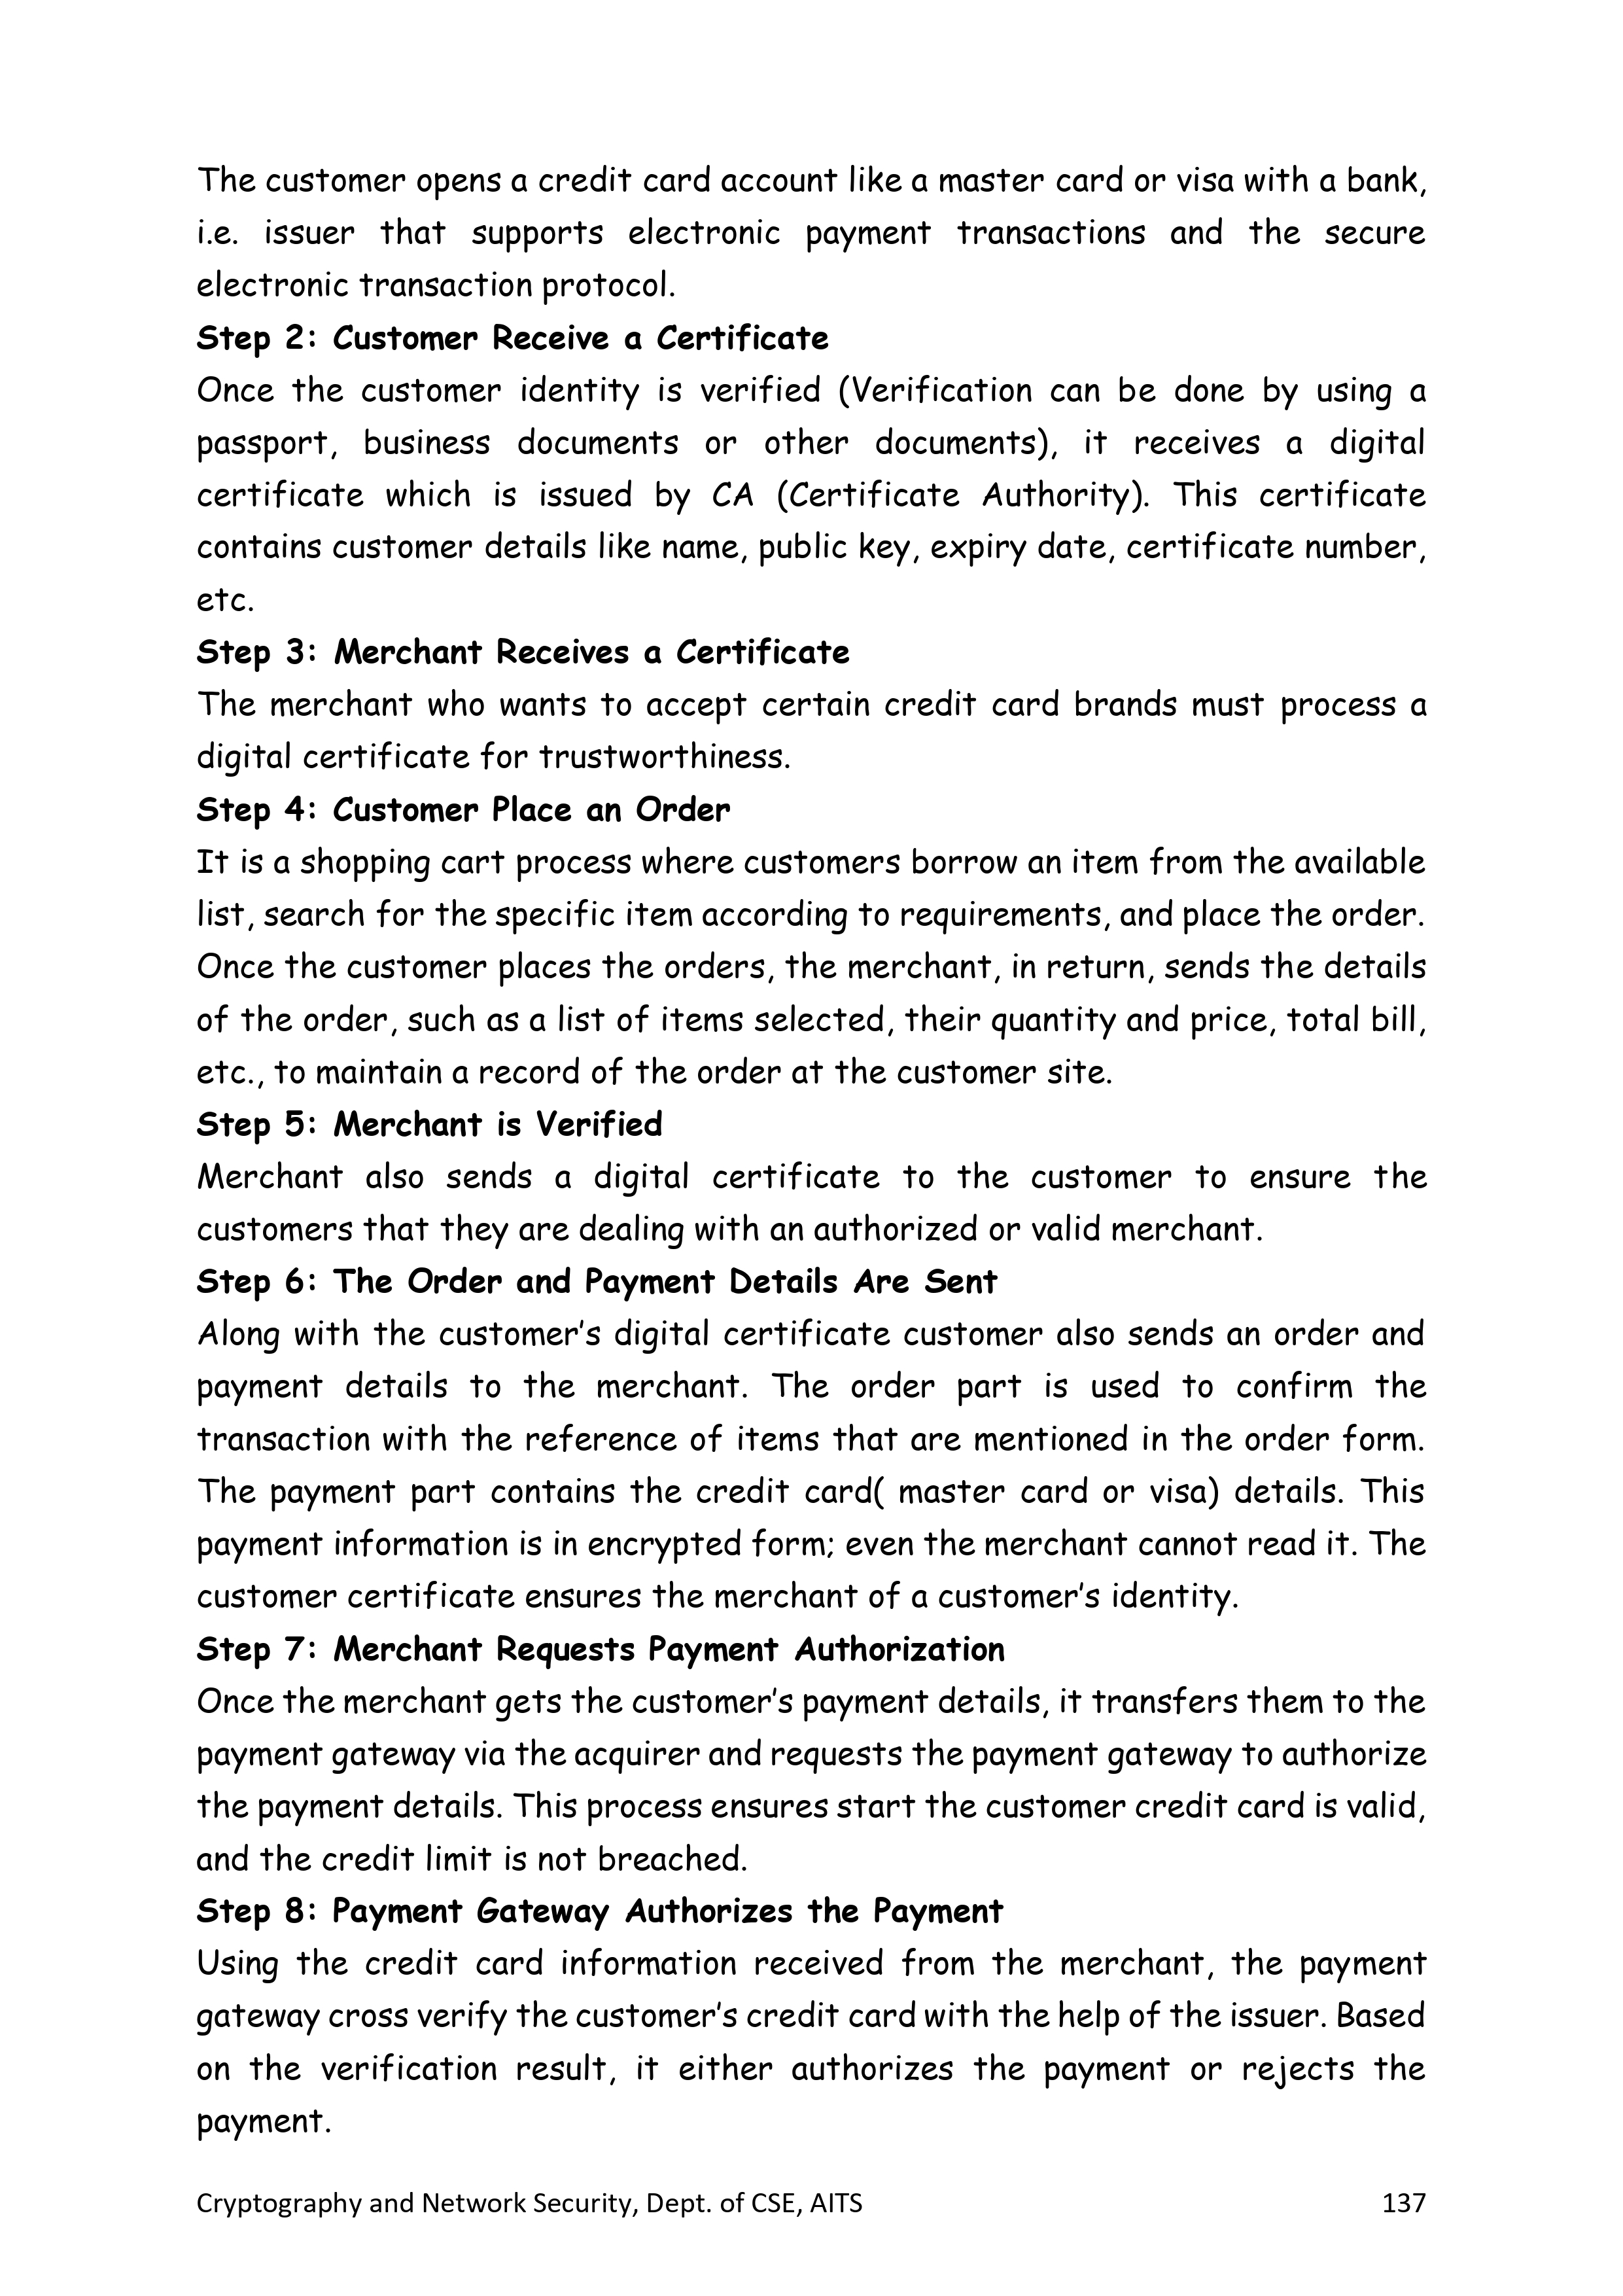 The customer opens a credit card account like a master card or visa with a bank,
i.e. issuer that supports electronic payment transactions and the secure
electronic transaction protocol.
Step 2: Customer Receive a Certificate
Once the customer identity is verified (Verification can be done by using a
passport, business documents or other documents), it receives a digital
certificate which is issued by CA (Certificate Authority). This certificate
contains customer details like name, public key, expiry date, certificate number,
etc.
Step 3: Merchant Receives a Certificate
The merchant who wants to accept certain credit card brands must process a
digital certificate for trustworthiness.
Step 4: Customer Place an Order
It is a shopping cart process where customers borrow an item from the available
list, search for the specific item according to requirements, and place the order.
Once the customer places the orders, the merchant, in return, sends the details
of the order, such as a list of items selected, their quantity and price, total bill,
etc., to maintain a record of the order at the customer site.
Step 5: Merchant is Verified
Merchant also sends a digital certificate to the customer to ensure the
customers that they are dealing with an authorized or valid merchant.
Step 6: The Order and Payment Details Are Sent
Along with the customer’s digital certificate customer also sends an order and
payment details to the merchant. The order part is used to confirm the
transaction with the reference of items that are mentioned in the order form.
The payment part contains the credit card( master card or visa) details. This
payment information is in encrypted form; even the merchant cannot read it. The
customer certificate ensures the merchant of a customer’s identity.
Step 7: Merchant Requests Payment Authorization
Once the merchant gets the customer’s payment details, it transfers them to the
payment gateway via the acquirer and requests the payment gateway to authorize
the payment details. This process ensures start the customer credit card is valid,
and the credit limit is not breached.
Step 8: Payment Gateway Authorizes the Payment
Using the credit card information received from the merchant, the payment
gateway cross verify the customer’s credit card with the help of the issuer. Based
on the verification result, it either authorizes the payment or rejects the
payment.
Cryptography and Network Security, Dept. of CSE, AITS 137